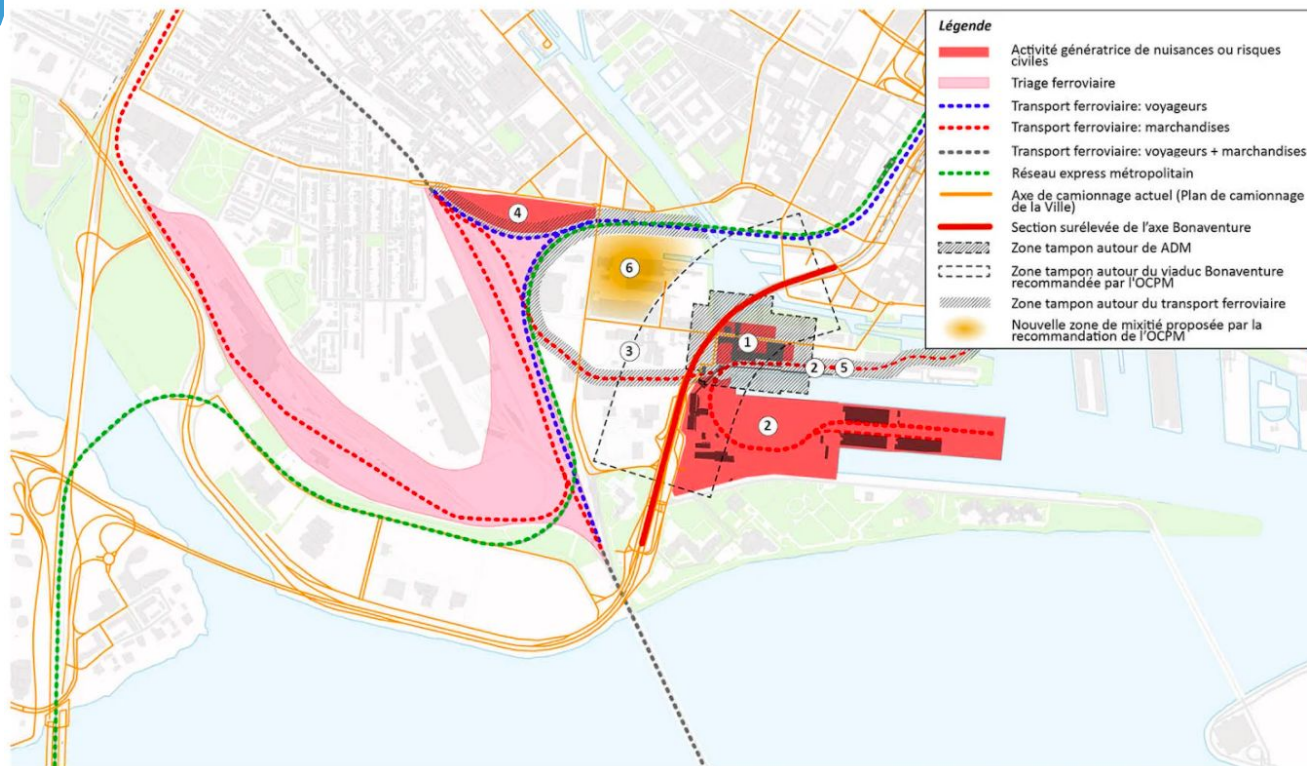 Légende
Activité génératrice de nuisances ou risques
civiles
Triage ferroviaire
Transport ferroviaire: voyageurs
Transport ferroviaire: marchandises
Transport ferroviaire: voyageurs + marchandises
Réseau express métropolitain
Axe de camionnage actuel (Plan de camionnage
de la Ville)
Section surélevée de l'axe Bonaventure
Zone tampon autour de ADM
Zone tampon autour du viaduc Bonaventure
recommandée par l'OCPM
Zone tampon autour du transport ferroviaire
Nouvelle zone de mixitié proposée par la
recommandation de l'OCPM
4
6
3
1
2 5
2